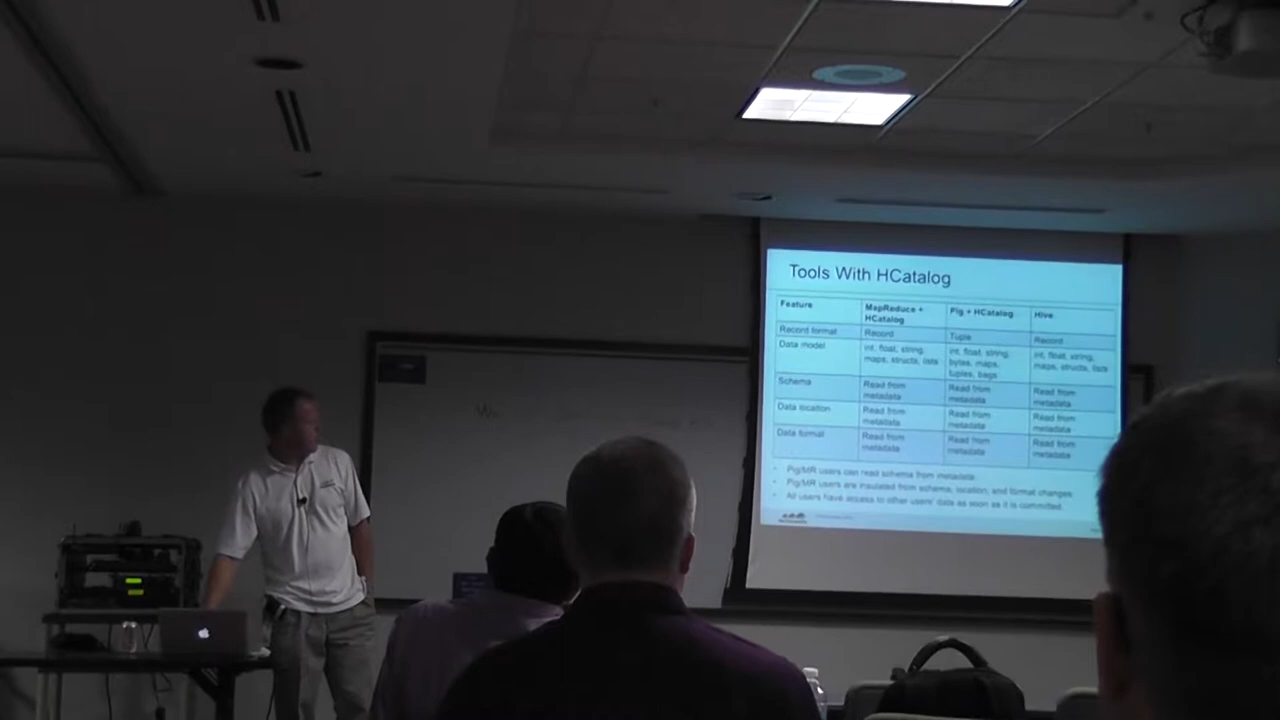 Tools With HCatalog
Feature
MapReduce +
HCatalog
Pig + HCatalog
Hive
Record format
Record
Tuple
Record
Data model
int, float, string,
maps, structs, lists
int, float, string,
bytes, maps,
tuples, bags
int, float, string,
maps, structs, lists
Schema
Read from
metadata
Read from
metadata
Read from
metadata
Data location
Read from
metadata
Read from
metadata
Read from
metadata
Data format
Read from
metadata
Read from
metadata
Read from
metadata
• Pig/MR users can read schema from metadata
• Pig/MR users are insulated from schema, location, and format changes
• All users have access to other users' data as soon as it is committed